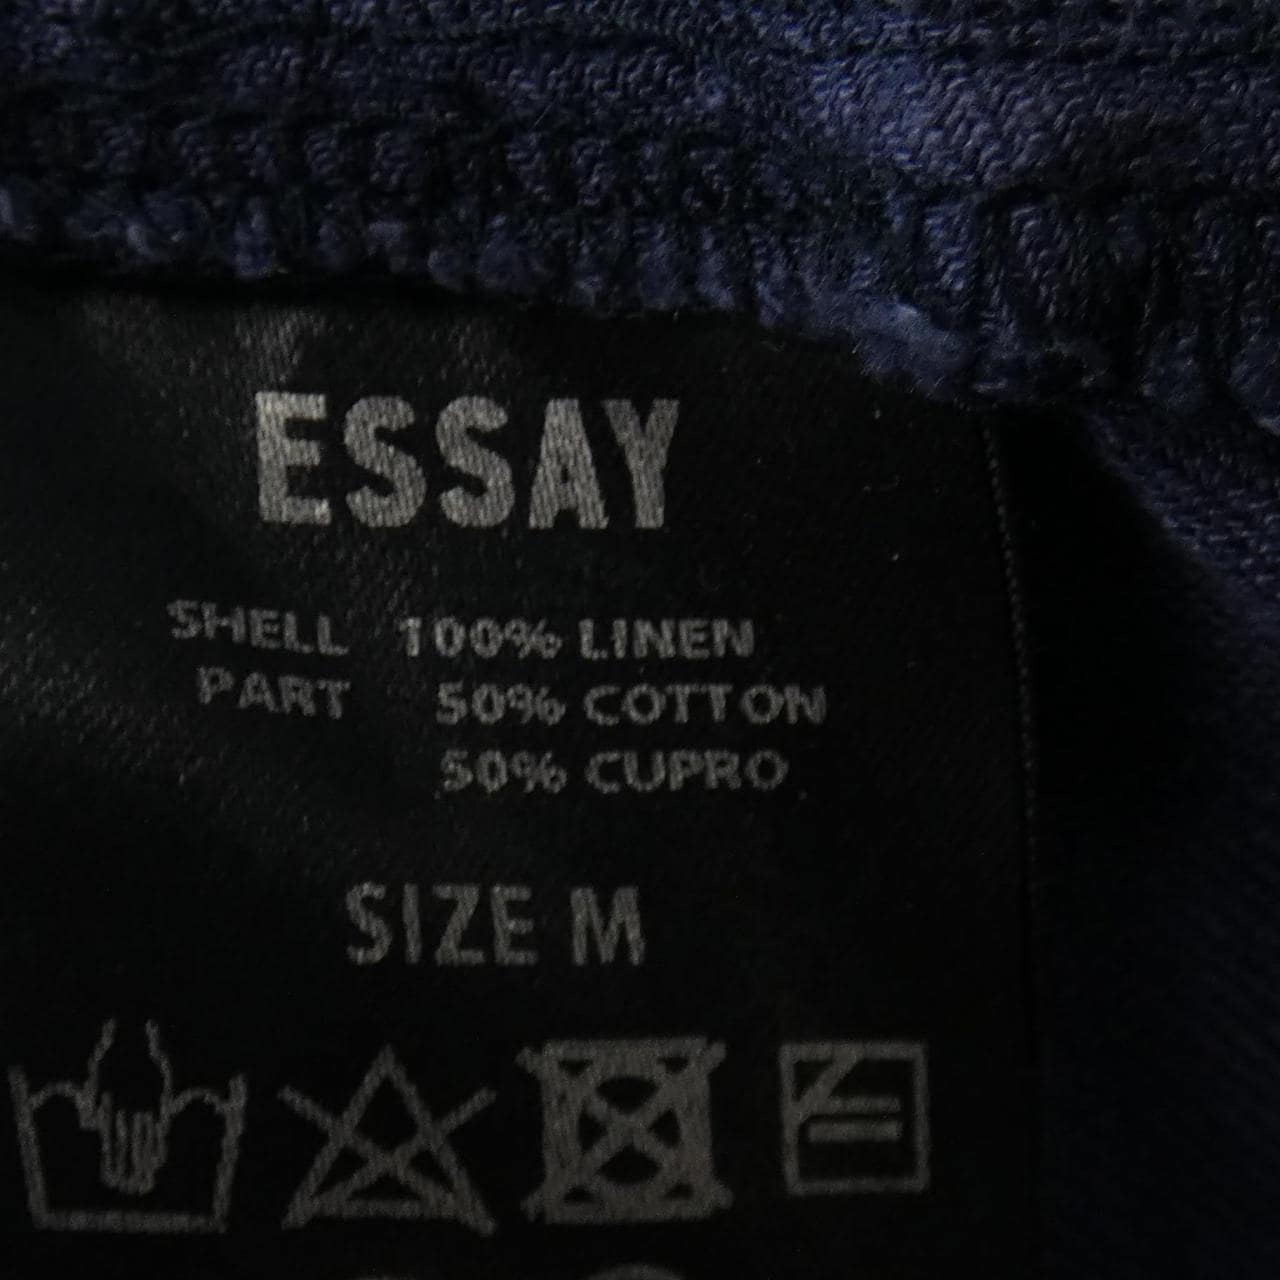 ESSAY
SHELL 100% LINEN
PART 50% COTTON
50% CUPRO
SIZE M